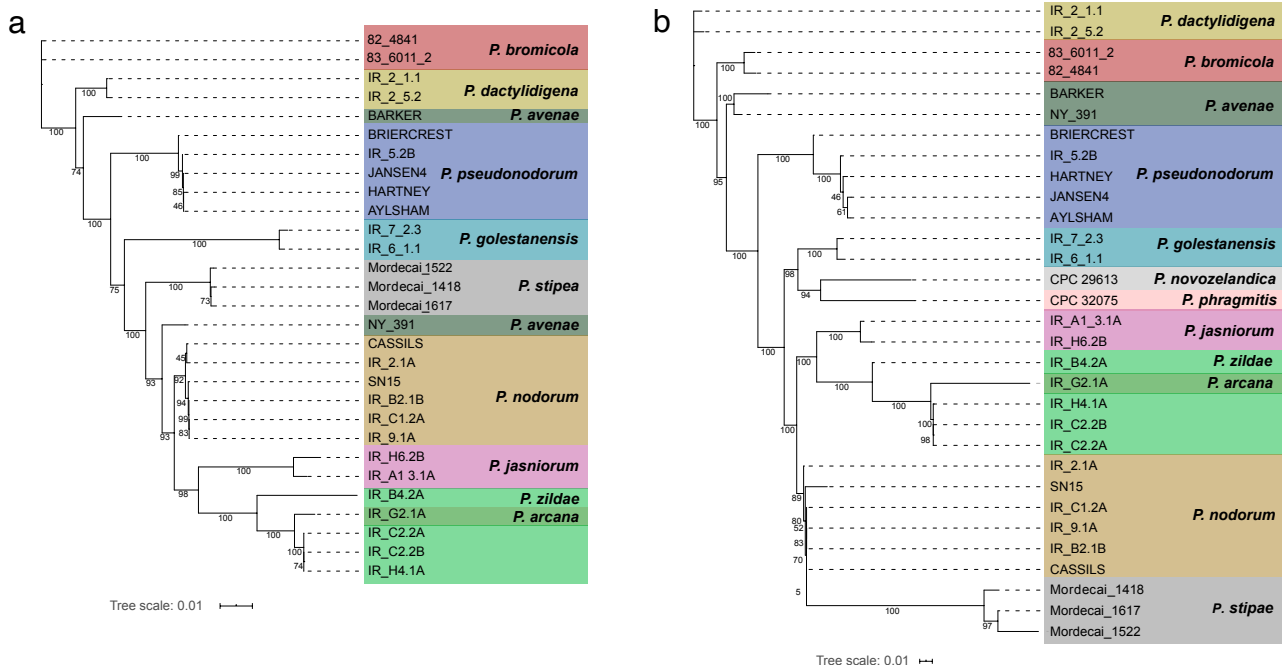 a
82_4841
83_6011_2
P. bromicola
IR_2_1.1
IR_2_5.2
P. dactylidigena
BARKER
P. avenae
BRIERCREST
IR_5.2B
JANSEN4
HARTNEY
AYLSHAM
P. pseudonodorum
IR_7_2.3
IR_6_1.1
P. golestanensis
Mordecai_1522
Mordecai_1418
Mordecai_1617
P. stipea
NY_391
P. avenae
CASSILS
IR_2.1A
SN15
IR_B2.1B
IR_C1.2A
IR_9.1A
P. nodorum
IR_H6.2B
IR_A1 3.1A
P. jasniorum
IR_B4.2A
P. zildae
IR_G2.1A
P. arcana
IR_C2.2A
IR_C2.2B
IR_H4.1A
100
100
74
100
100
99
85
46
75
100
100
100
73
93
45
92
94
99
83
93
100
98
100
100
100
74
Tree scale: 0.01
b
IR_2_1.1
IR_2_5.2
P. dactylidigena
83_6011_2
82_4841
P. bromicola
BARKER
NY_391
P. avenae
BRIERCREST
IR_5.2B
HARTNEY
JANSEN4
AYLSHAM
P. pseudonodorum
IR_7_2.3
IR_6_1.1
P. golestanensis
CPC 29613
P. novozelandica
CPC 32075
P. phragmitis
IR_A1_3.1A
IR_H6.2B
P. jasniorum
IR_B4.2A
P. zildae
IR_G2.1A
P. arcana
IR_H4.1A
IR_C2.2B
IR_C2.2A
IR_2.1A
SN15
IR_C1.2A
IR_9.1A
IR_B2.1B
CASSILS
P. nodorum
Mordecai_1418
Mordecai_1617
Mordecai_1522
P. stipae
100
100
95
100
100
46
61
100
100
98
94
100
100
100
100
100
98
100
89
80
52
83
70
5
100
97
Tree scale: 0.01